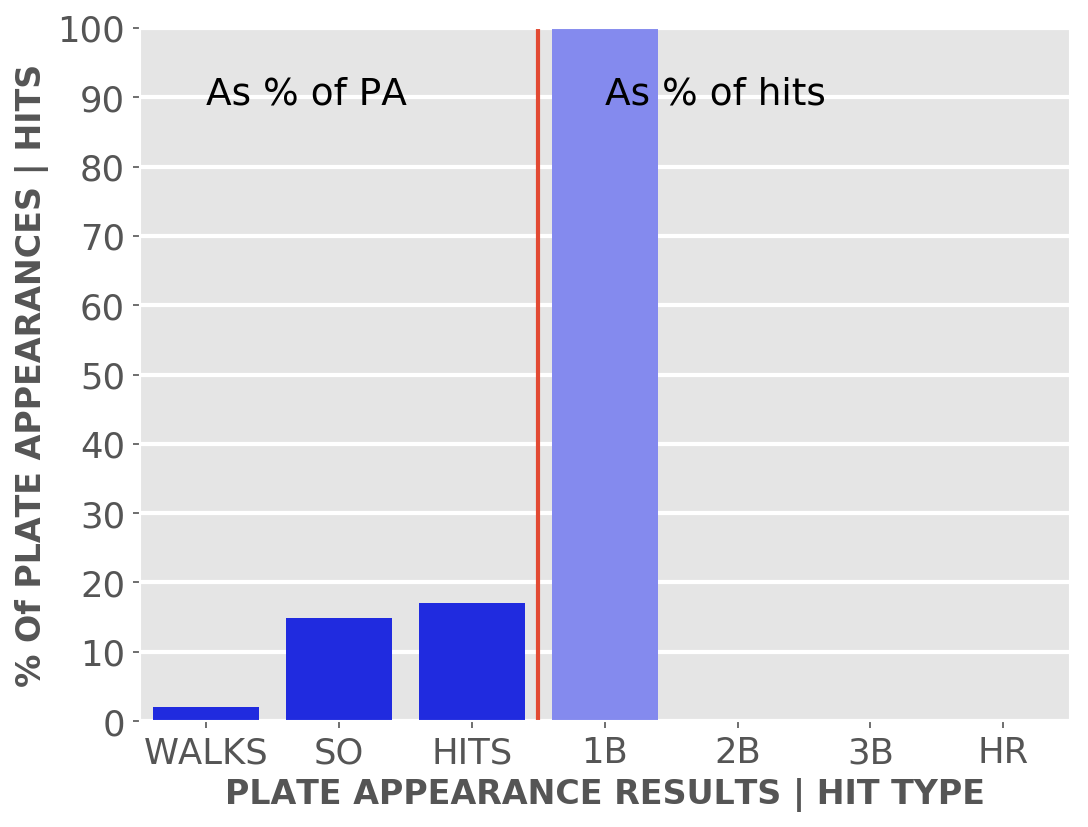 % Of PLATE APPEARANCES | HITS
100
90
80
70
60
50
40
30
20
10
0
As % of PA
As % of hits
WALKS SO HITS 1B 2B 3B HR
PLATE APPEARANCE RESULTS | HIT TYPE